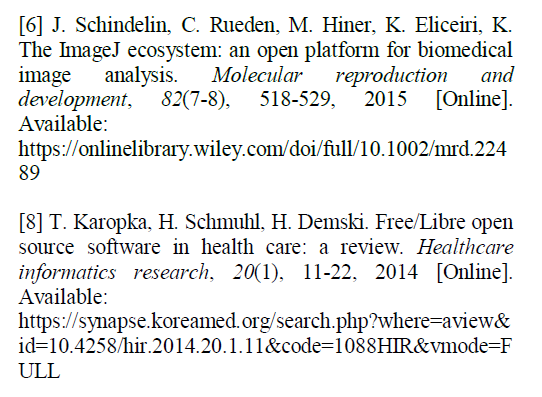 [6] J. Schindelin, C. Rueden, M. Hiner, K. Eliceiri, K.
The ImageJ ecosystem: an open platform for biomedical
image analysis. Molecular reproduction and
development, 82(7-8), 518-529, 2015 [Online].
Available:
https://onlinelibrary.wiley.com/doi/full/10.1002/mrd.224
89
[8] T. Karopka, H. Schmuhl, H. Demski. Free/Libre open
source software in health care: a review. Healthcare
informatics research, 20(1), 11-22, 2014 [Online].
Available:
https://synapse.koreamed.org/search.php?where=aview&
id=10.4258/hir.2014.20.1.11&code=1088HIR&vmode=F
ULL